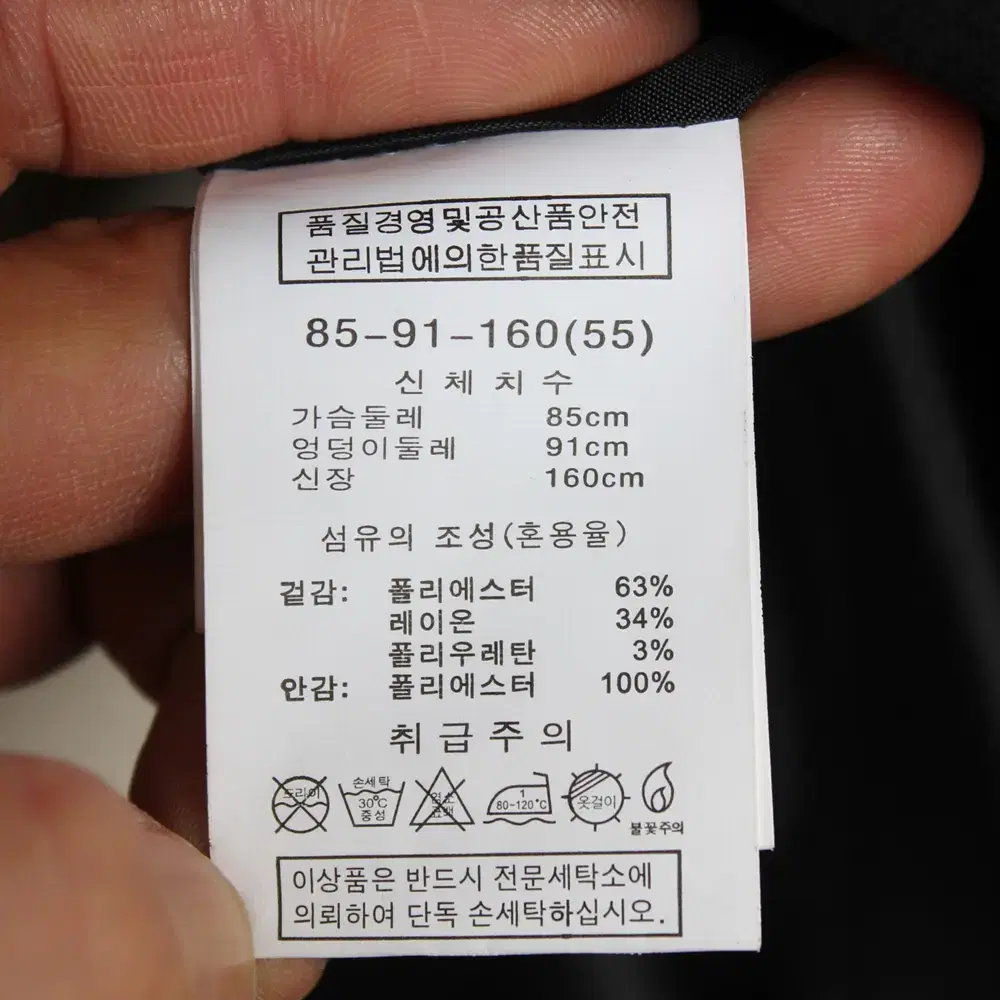 품질경영및공산품안전
관리법에의한품질표시
85-91-160(55)
신체치수
가슴둘레 85cm
엉덩이둘레 91cm
신장 160cm
섬유의 조성(혼용율)
겉감: 폴리에스터 63%
레이온 34%
폴리우레탄 3%
안감: 폴리에스터 100%
취급주의
드라이
손세탁
30℃
중성
염소
표백
1
80~120℃
옷걸이
불꽃주의
이상품은 반드시 전문세탁소에
의뢰하여 단독 손세탁하십시오.